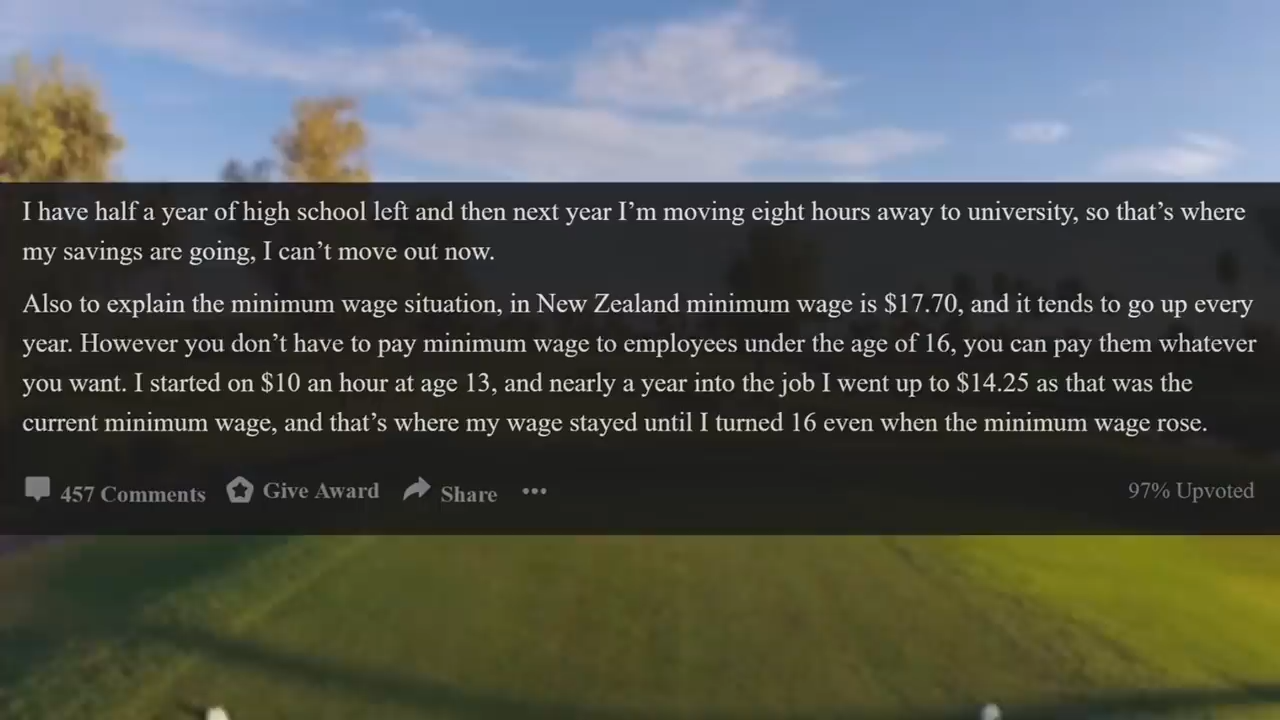 I have half a year of high school left and then next year I’m moving eight hours away to university, so that’s where
my savings are going, I can’t move out now.
Also to explain the minimum wage situation, in New Zealand minimum wage is $17.70, and it tends to go up every
year. However you don’t have to pay minimum wage to employees under the age of 16, you can pay them whatever
you want. I started on $10 an hour at age 13, and nearly a year into the job I went up to $14.25 as that was the
current minimum wage, and that’s where my wage stayed until I turned 16 even when the minimum wage rose.
457 Comments Give Award Share ••• 97% Upvoted